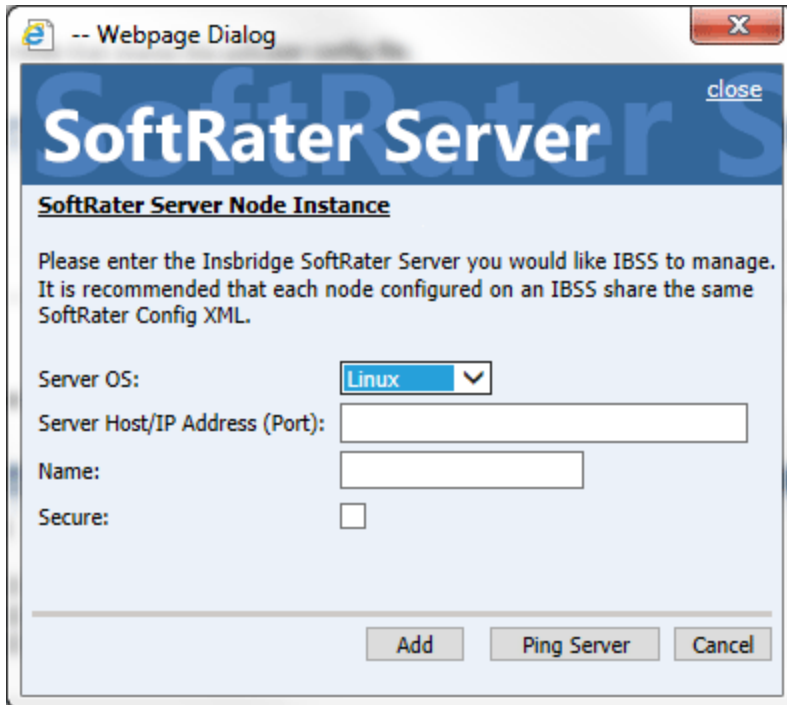 -- Webpage Dialog
close
SoftRater Server
SoftRater Server Node Instance
Please enter the Insbridge SoftRater Server you would like IBSS to manage.
It is recommended that each node configured on an IBSS share the same
SoftRater Config XML.
Server OS: Linux
Server Host/IP Address (Port):
Name:
Secure:
Add Ping Server Cancel